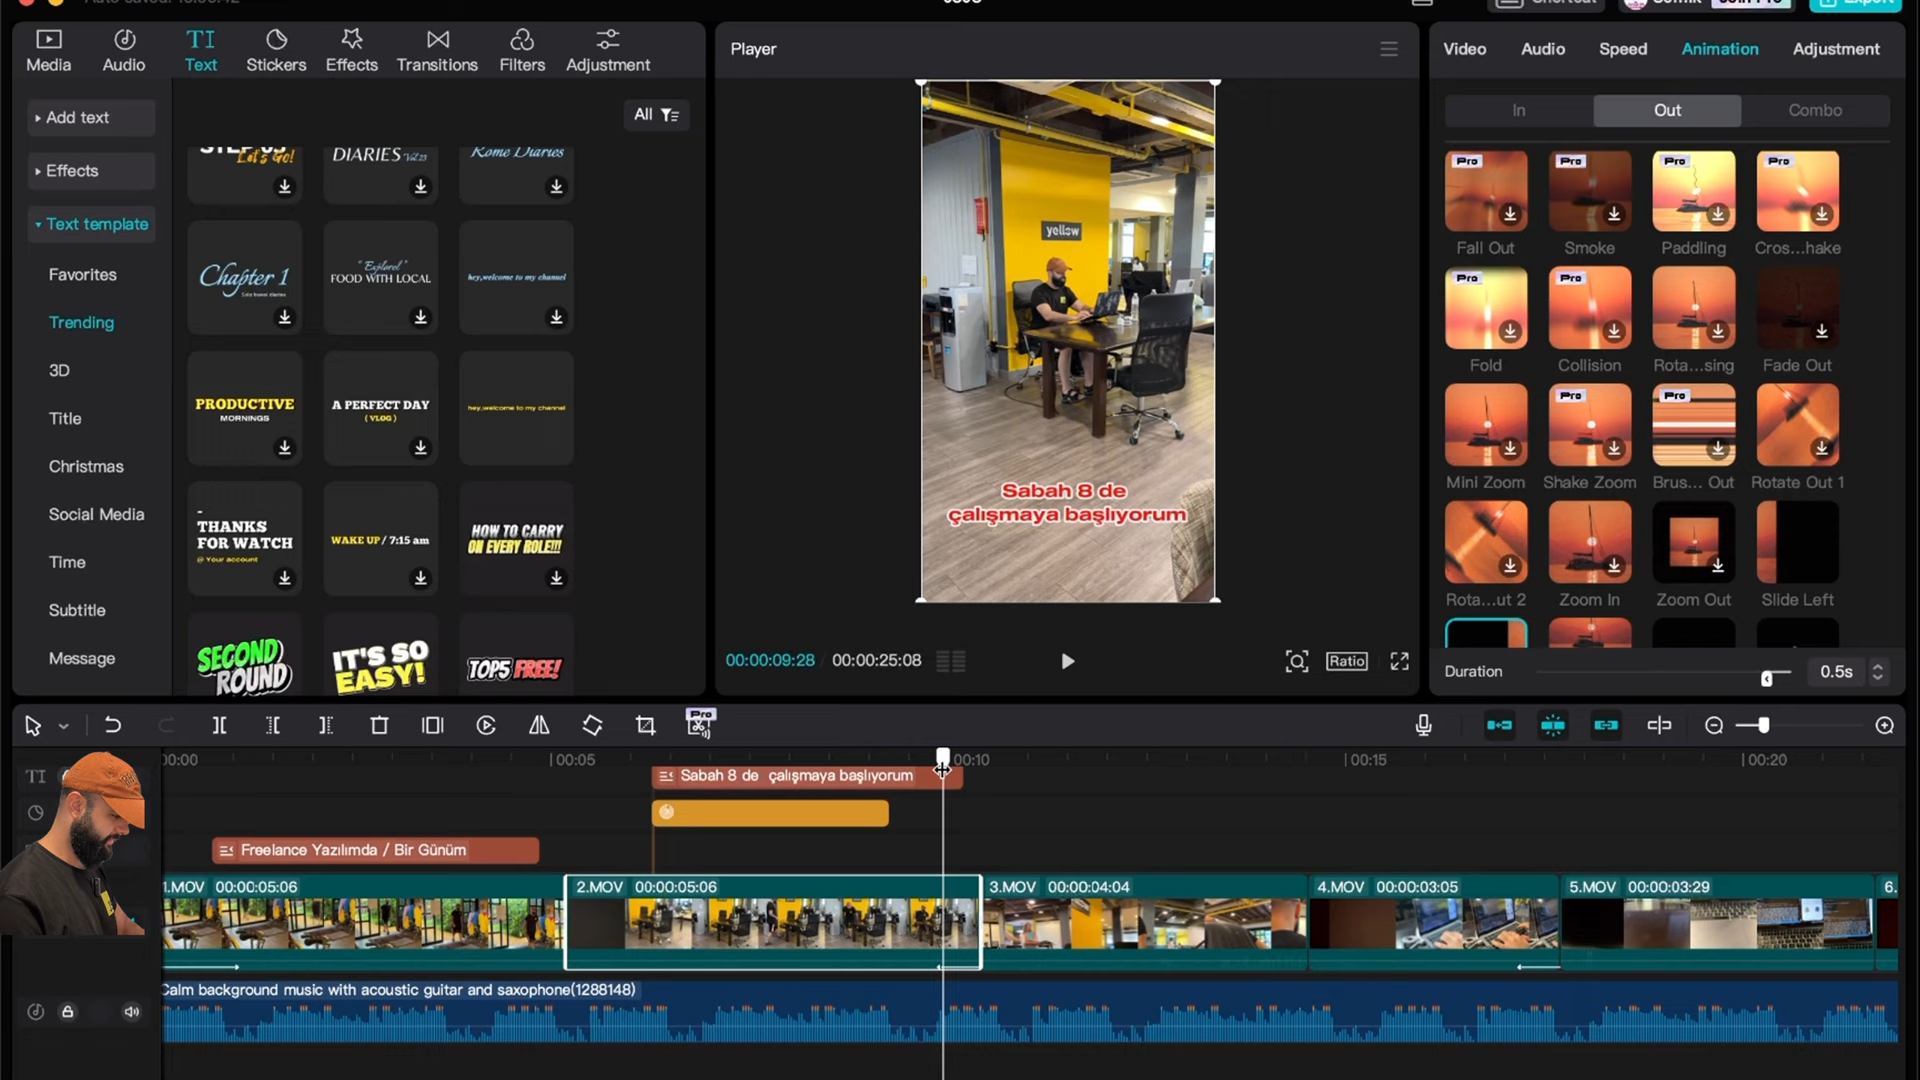 Media
Audio
TI
Text
Stickers
Effects
Transitions
Filters
Adjustment
Add text
Effects
Text template
Favorites
Trending
3D
Title
Christmas
Social Media
Time
Subtitle
Message
All
Let's Go!
DIARIES Vol.23
Rome Diaries
Chapter 1
"Explore!"
FOOD WITH LOCAL
hey,welcome to my channel
PRODUCTIVE
MORNINGS
A PERFECT DAY
( VLOG )
hey,welcome to my channel
-
THANKS
FOR WATCH
@ Your account
WAKE UP / 7:15 am
HOW TO CARRY
ON EVERY ROLE!!!
SECOND
ROUND
IT'S SO
EASY!
TOP5 FREE!
Player
yellow
Sabah 8 de
çalışmaya başlıyorum
00:00:09:28 / 00:00:25:08
Ratio
Video
Audio
Speed
Animation
Adjustment
In
Out
Combo
Pro
Pro
Pro
Pro
Fall Out
Smoke
Paddling
Cros...hake
Pro
Pro
Fold
Collision
Rota...sing
Fade Out
Pro
Pro
Mini Zoom
Shake Zoom
Brus... Out
Rotate Out 1
Rota...ut 2
Zoom In
Zoom Out
Slide Left
Duration
0.5s
Pro
00:00
00:05
00:10
00:15
00:20
TI
Sabah 8 de çalışmaya başlıyorum
Freelance Yazılımda / Bir Günüm
1.MOV 00:00:05:06
2.MOV 00:00:05:06
3.MOV 00:00:04:04
4.MOV 00:00:03:05
5.MOV 00:00:03:29
6.
Calm background music with acoustic guitar and saxophone(1288148)